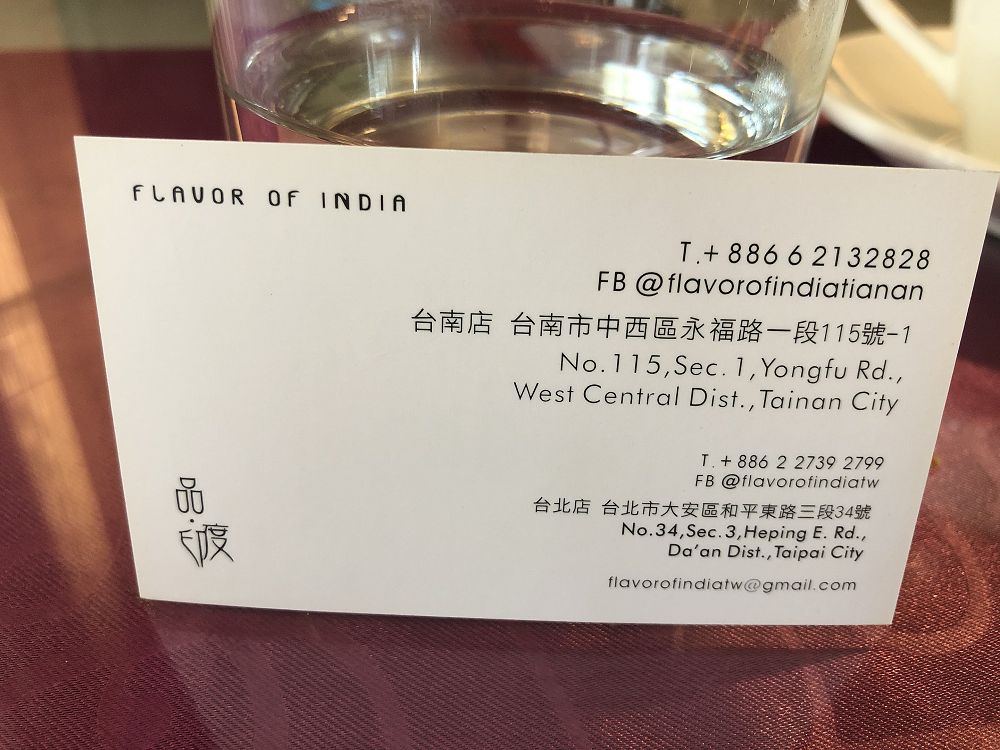 FLAVOR OF INDIA
T.+886 6 2132828
FB @flavorofindiatianan
台南店 台南市中西區永福路一段115號-1
No.115,Sec.1,Yongfu Rd.,
West Central Dist.,Tainan City
T.+886 2 2739 2799
FB @flavorofindiatw
台北店 台北市大安區和平東路三段34號
No.34,Sec.3,Heping E. Rd.,
Da'an Dist.,Taipai City
flavorofindiatw@gmail.com
品·印度